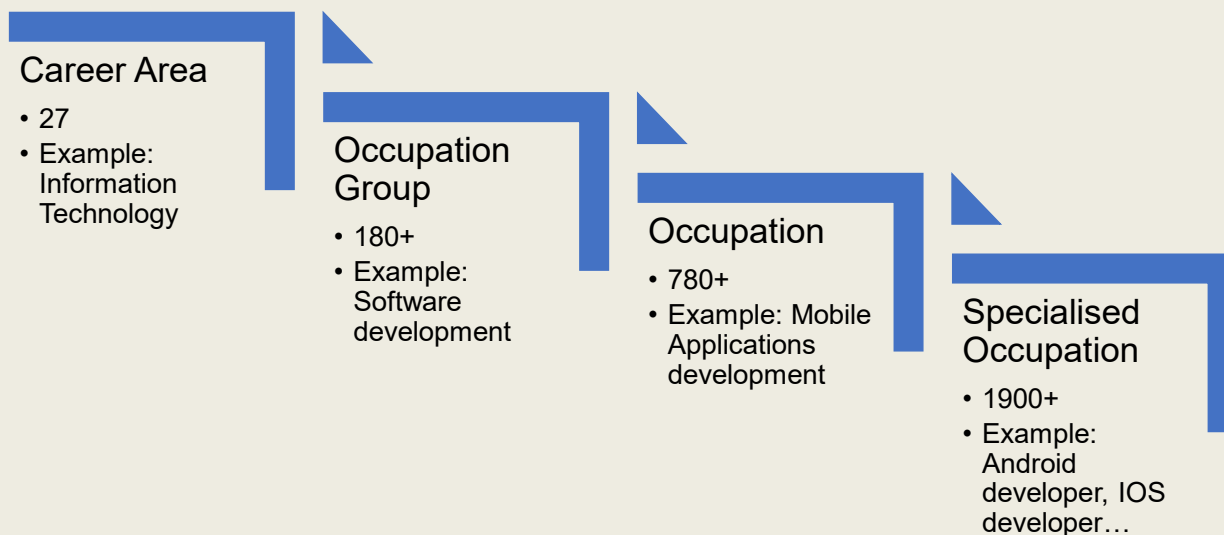 Career Area
• 27
• Example:
Information
Technology
Occupation
Group
• 180+
• Example:
Software
development
Occupation
• 780+
• Example: Mobile
Applications
development
Specialised
Occupation
• 1900+
• Example:
Android
developer, IOS
developer…